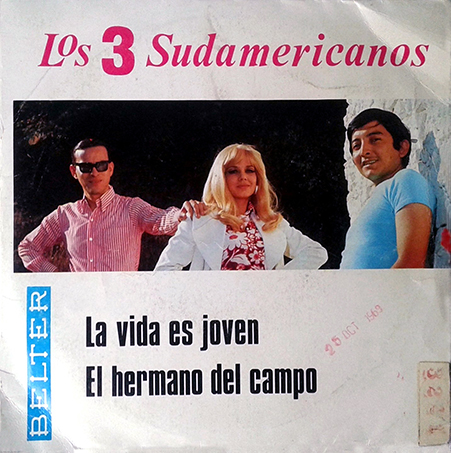 Los 3 Sudamericanos
BELTER
La vida es joven
El hermano del campo
25 OCT 1969